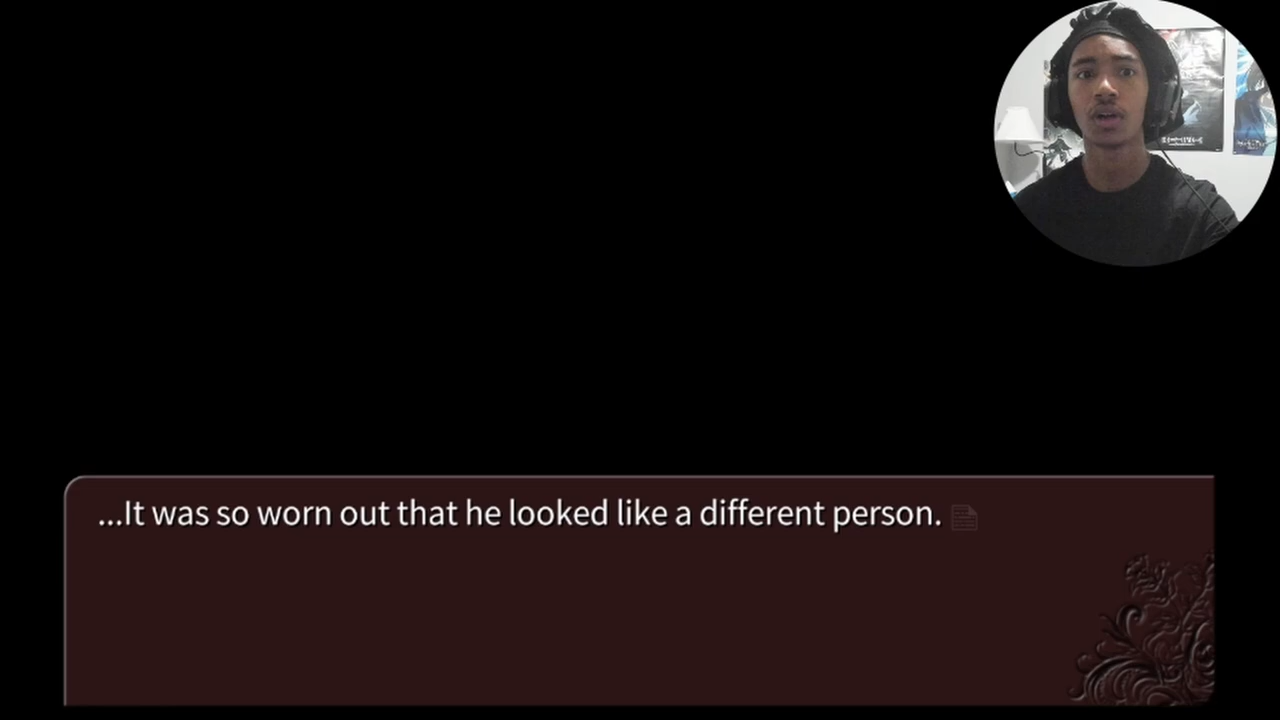 ...It was so worn out that he looked like a different person.